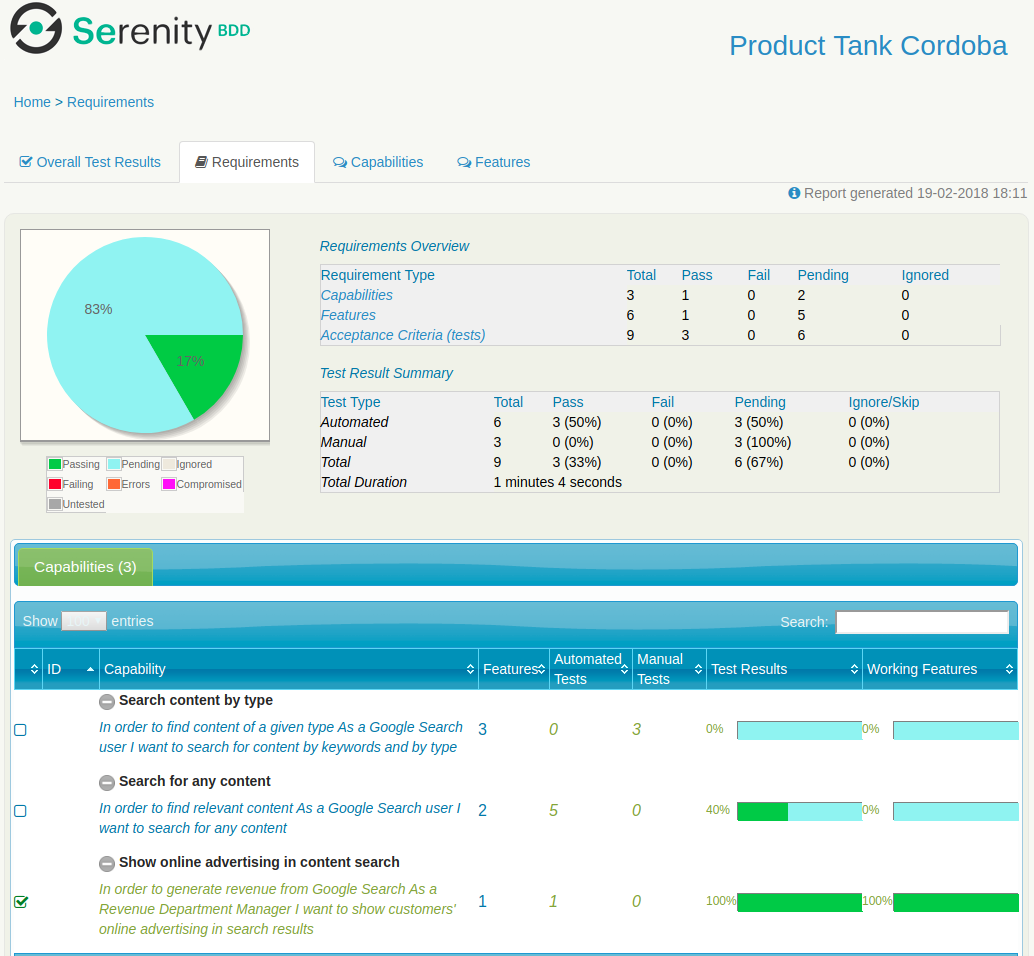 Serenity BDD
Product Tank Cordoba
Home > Requirements
Overall Test Results Requirements Capabilities Features
Report generated 19-02-2018 18:11
83%
17%
Passing Pending Ignored
Failing Errors Compromised
Untested
Requirements Overview
Requirement Type Total Pass Fail Pending Ignored
Capabilities 3 1 0 2 0
Features 6 1 0 5 0
Acceptance Criteria (tests) 9 3 0 6 0
Test Result Summary
Test Type Total Pass Fail Pending Ignore/Skip
Automated 6 3 (50%) 0 (0%) 3 (50%) 0 (0%)
Manual 3 0 (0%) 0 (0%) 3 (100%) 0 (0%)
Total 9 3 (33%) 0 (0%) 6 (67%) 0 (0%)
Total Duration 1 minutes 4 seconds
Capabilities (3)
Show 100 entries Search:
ID Capability Features Automated Tests Manual Tests Test Results Working Features
Search content by type
In order to find content of a given type As a Google Search
user I want to search for content by keywords and by type
3 0 3 0% 0%
Search for any content
In order to find relevant content As a Google Search user I
want to search for any content
2 5 0 40% 0%
Show online advertising in content search
In order to generate revenue from Google Search As a
Revenue Department Manager I want to show customers'
online advertising in search results
1 1 0 100% 100%